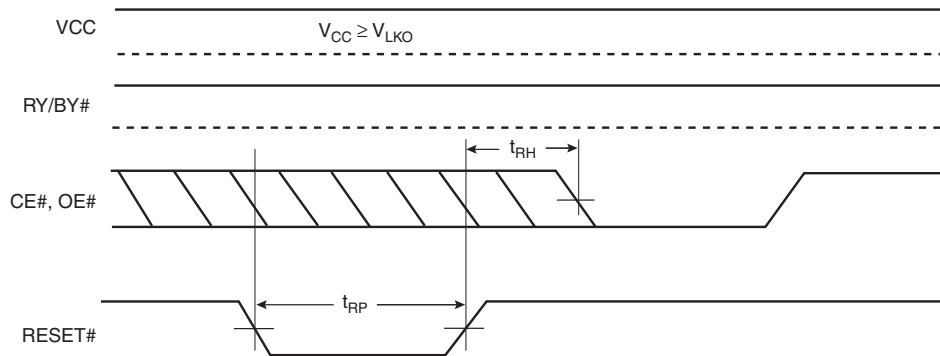 VCC
V_CC ≥ V_LKO
RY/BY#
t_RH
CE#, OE#
t_RP
RESET#